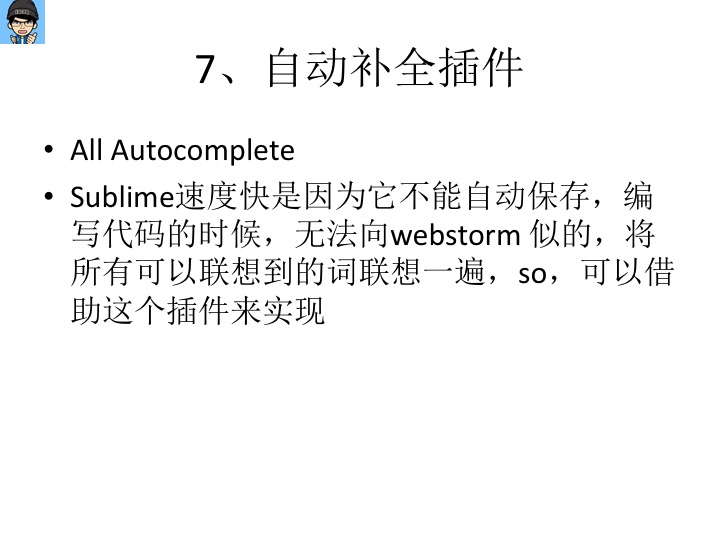 7、自动补全插件
• All Autocomplete
• Sublime速度快是因为它不能自动保存，编
写代码的时候，无法向webstorm 似的，将
所有可以联想到的词联想一遍，so，可以借
助这个插件来实现